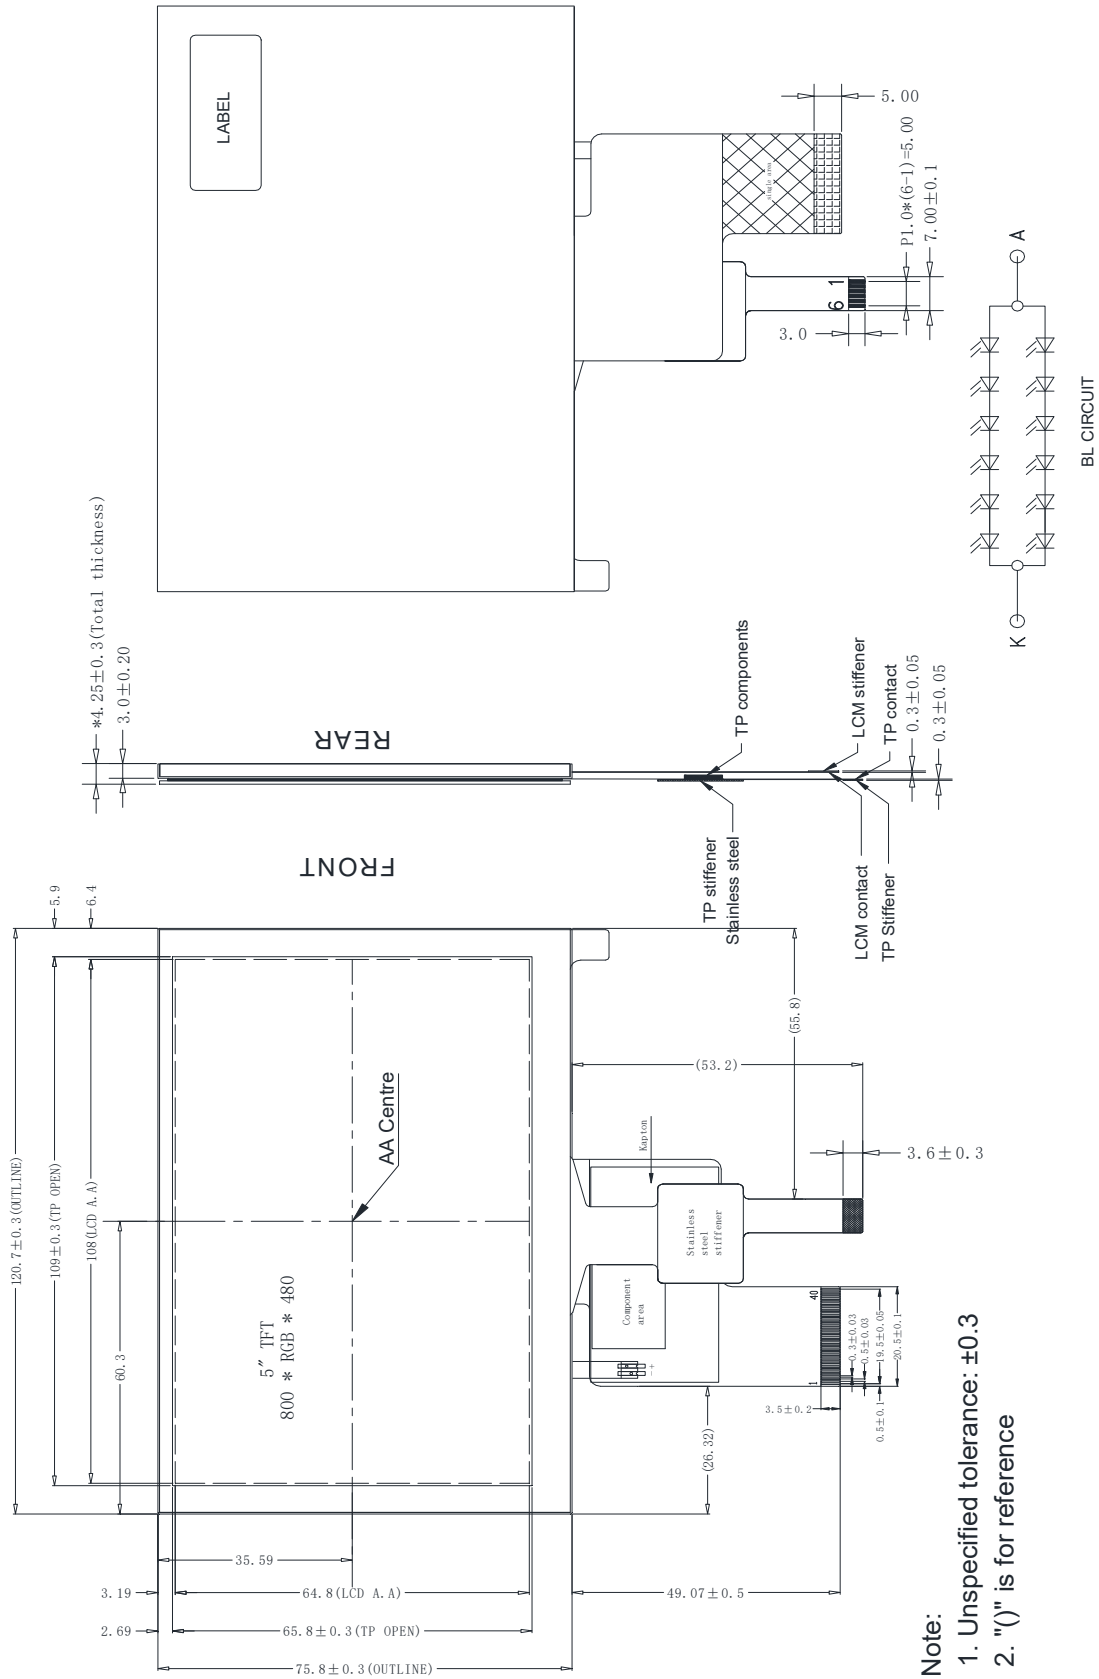 LABEL
5.00
P1.0*(6-1)=5.00
7.00±0.1
6 1
3.0
single area
K
A
BL CIRCUIT
*4.25±0.3(Total thickness)
3.0±0.20
REAR
FRONT
TP components
LCM stiffener
TP contact
0.3±0.05
0.3±0.05
TP stiffener
Stainless steel
LCM contact
TP Stiffener
5.9
6.4
120.7±0.3(OUTLINE)
109±0.3(TP OPEN)
108(LCD A.A)
60.3
AA Centre
5″ TFT
800 * RGB * 480
(55.8)
(53.2)
3.6±0.3
Kapton
Stainless
steel
stiffener
Component
area
- +
40
1
0.3±0.03
0.5±0.03
19.5±0.05
20.5±0.1
0.5±0.1
3.5±0.2
(26.32)
35.59
3.19
64.8(LCD A.A)
49.07±0.5
2.69
65.8±0.3(TP OPEN)
75.8±0.3(OUTLINE)
Note:
1. Unspecified tolerance: ±0.3
2. "()" is for reference